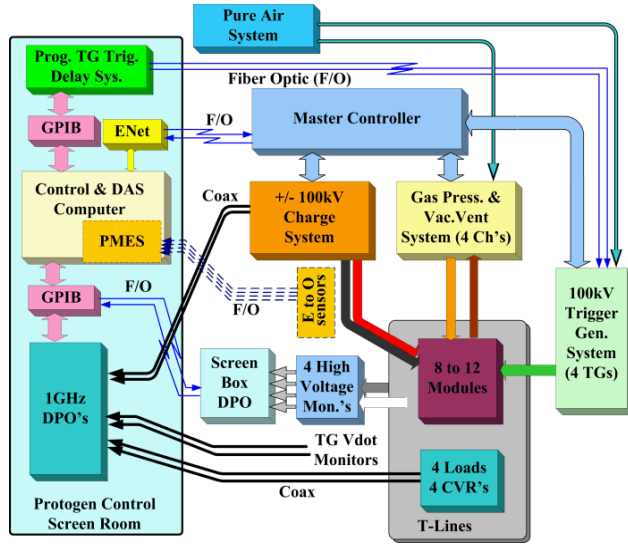 Pure Air
System
Prog. TG Trig.
Delay Sys.
Fiber Optic (F/O)
GPIB
ENet
F/O
Master Controller
Control & DAS
Computer
PMES
Coax
+/- 100kV
Charge
System
Gas Press. &
Vac.Vent
System (4 Ch's)
GPIB
F/O
F/O
E to O
sensors
100kV
Trigger
Gen.
System
(4 TGs)
1GHz
DPO's
Screen
Box
DPO
4 High
Voltage
Mon.'s
8 to 12
Modules
TG Vdot
Monitors
Coax
4 Loads
4 CVR's
Protogen Control
Screen Room
T-Lines